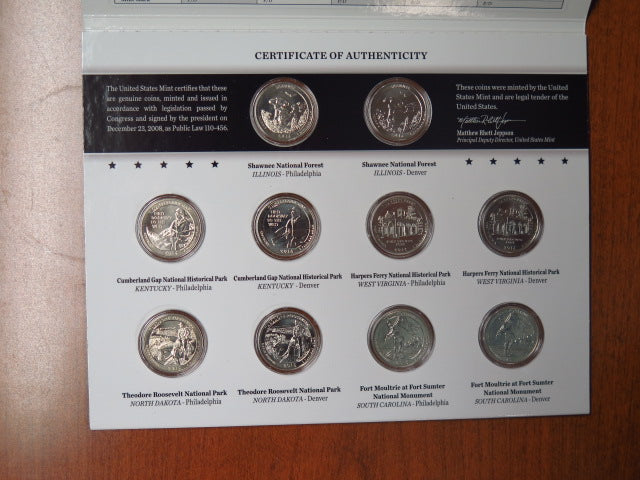 CERTIFICATE OF AUTHENTICITY
The United States Mint certifies that these
are genuine coins, minted and issued in
accordance with legislation passed by
Congress and signed by the president on
December 23, 2008, as Public Law 110-456.
These coins were minted by the United
States Mint and are legal tender of the
United States.
Matthew Rhett Jeppson
Principal Deputy Director, United States Mint
Shawnee National Forest
ILLINOIS - Philadelphia
Shawnee National Forest
ILLINOIS - Denver
Cumberland Gap National Historical Park
KENTUCKY - Philadelphia
Cumberland Gap National Historical Park
KENTUCKY - Denver
Harpers Ferry National Historical Park
WEST VIRGINIA - Philadelphia
Harpers Ferry National Historical Park
WEST VIRGINIA - Denver
Theodore Roosevelt National Park
NORTH DAKOTA - Philadelphia
Theodore Roosevelt National Park
NORTH DAKOTA - Denver
Fort Moultrie at Fort Sumter
National Monument
SOUTH CAROLINA - Philadelphia
Fort Moultrie at Fort Sumter
National Monument
SOUTH CAROLINA - Denver